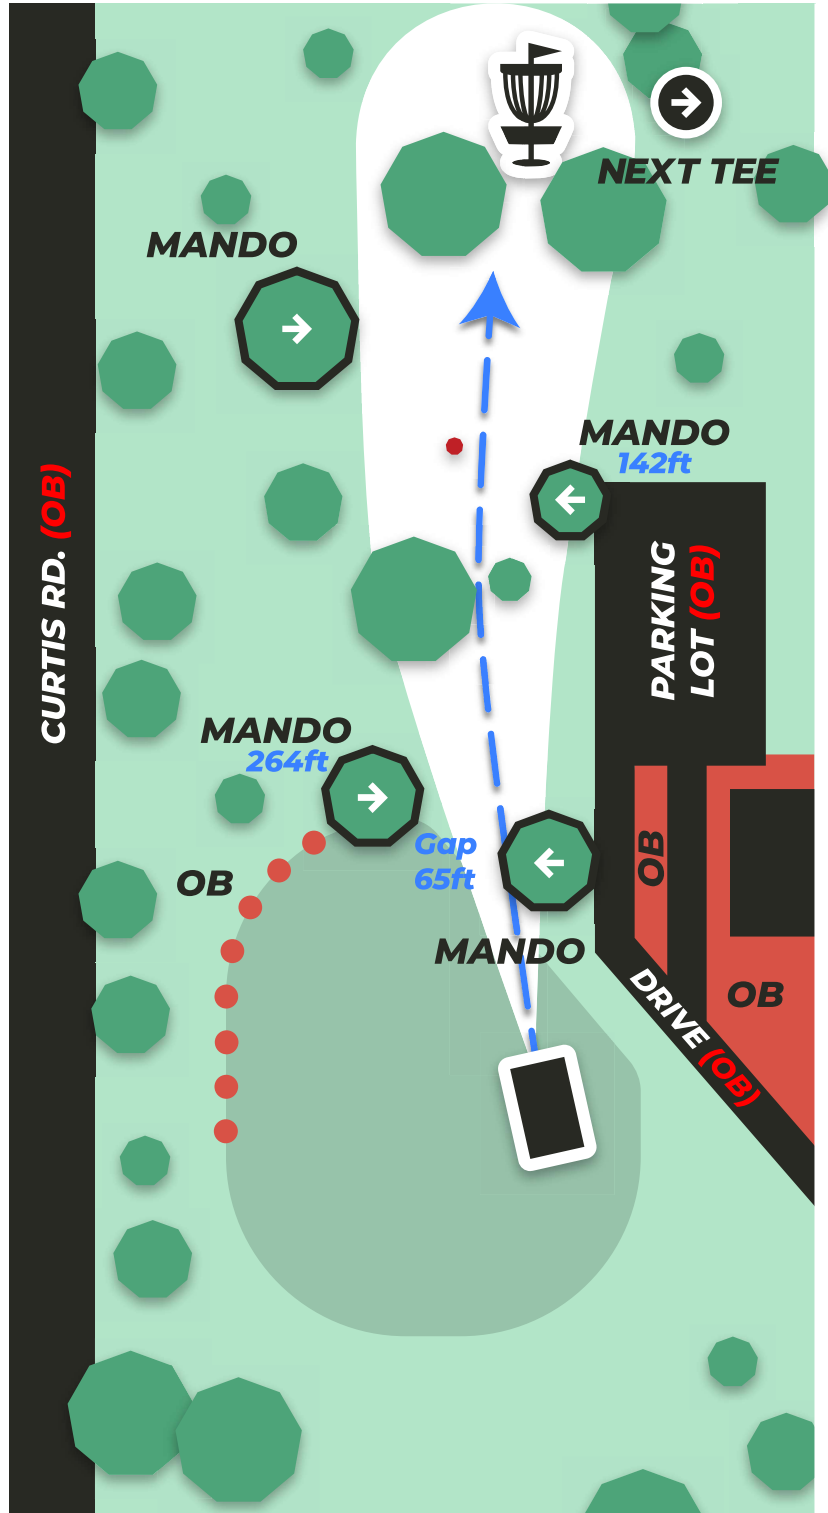 NEXT TEE
MANDO
MANDO
142ft
CURTIS RD. (OB)
PARKING
LOT (OB)
MANDO
264ft
Gap
65ft
OB
OB
MANDO
OB
DRIVE (OB)